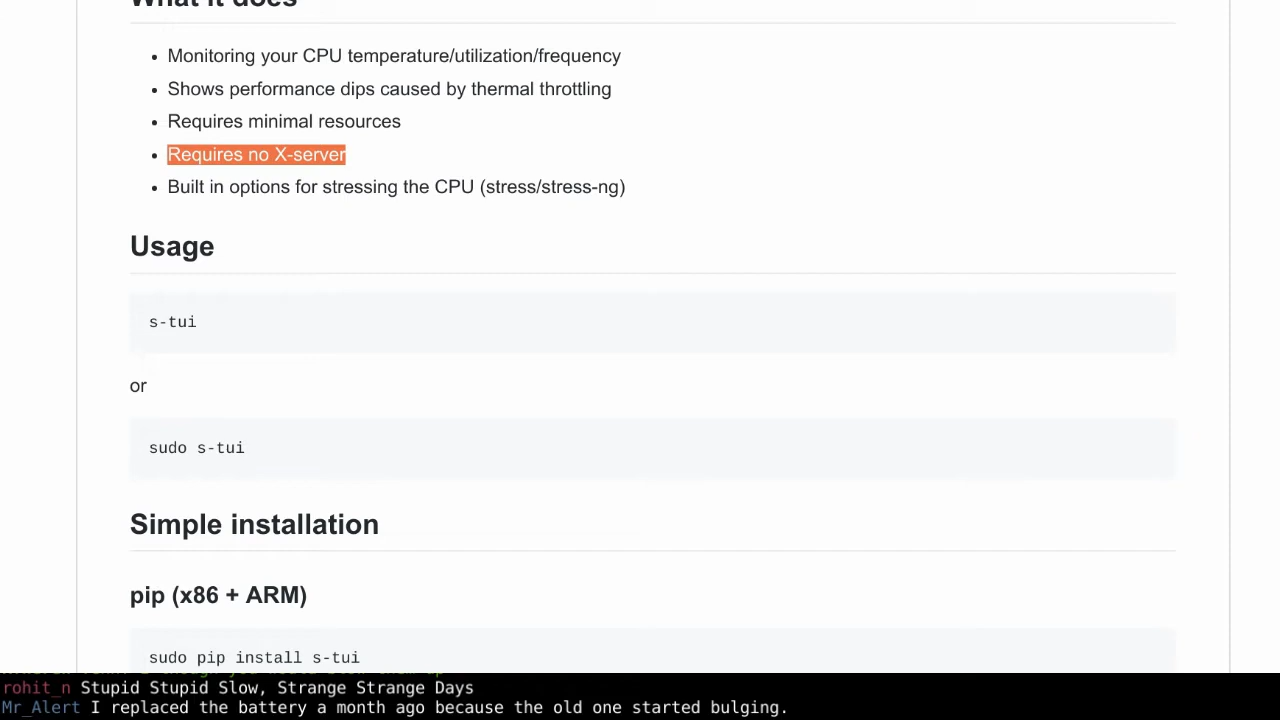 What it does
Monitoring your CPU temperature/utilization/frequency
Shows performance dips caused by thermal throttling
Requires minimal resources
Requires no X-server
Built in options for stressing the CPU (stress/stress-ng)
Usage
s-tui
or
sudo s-tui
Simple installation
pip (x86 + ARM)
sudo pip install s-tui
rohit_n Stupid Stupid Slow, Strange Strange Days
Mr_Alert I replaced the battery a month ago because the old one started bulging.